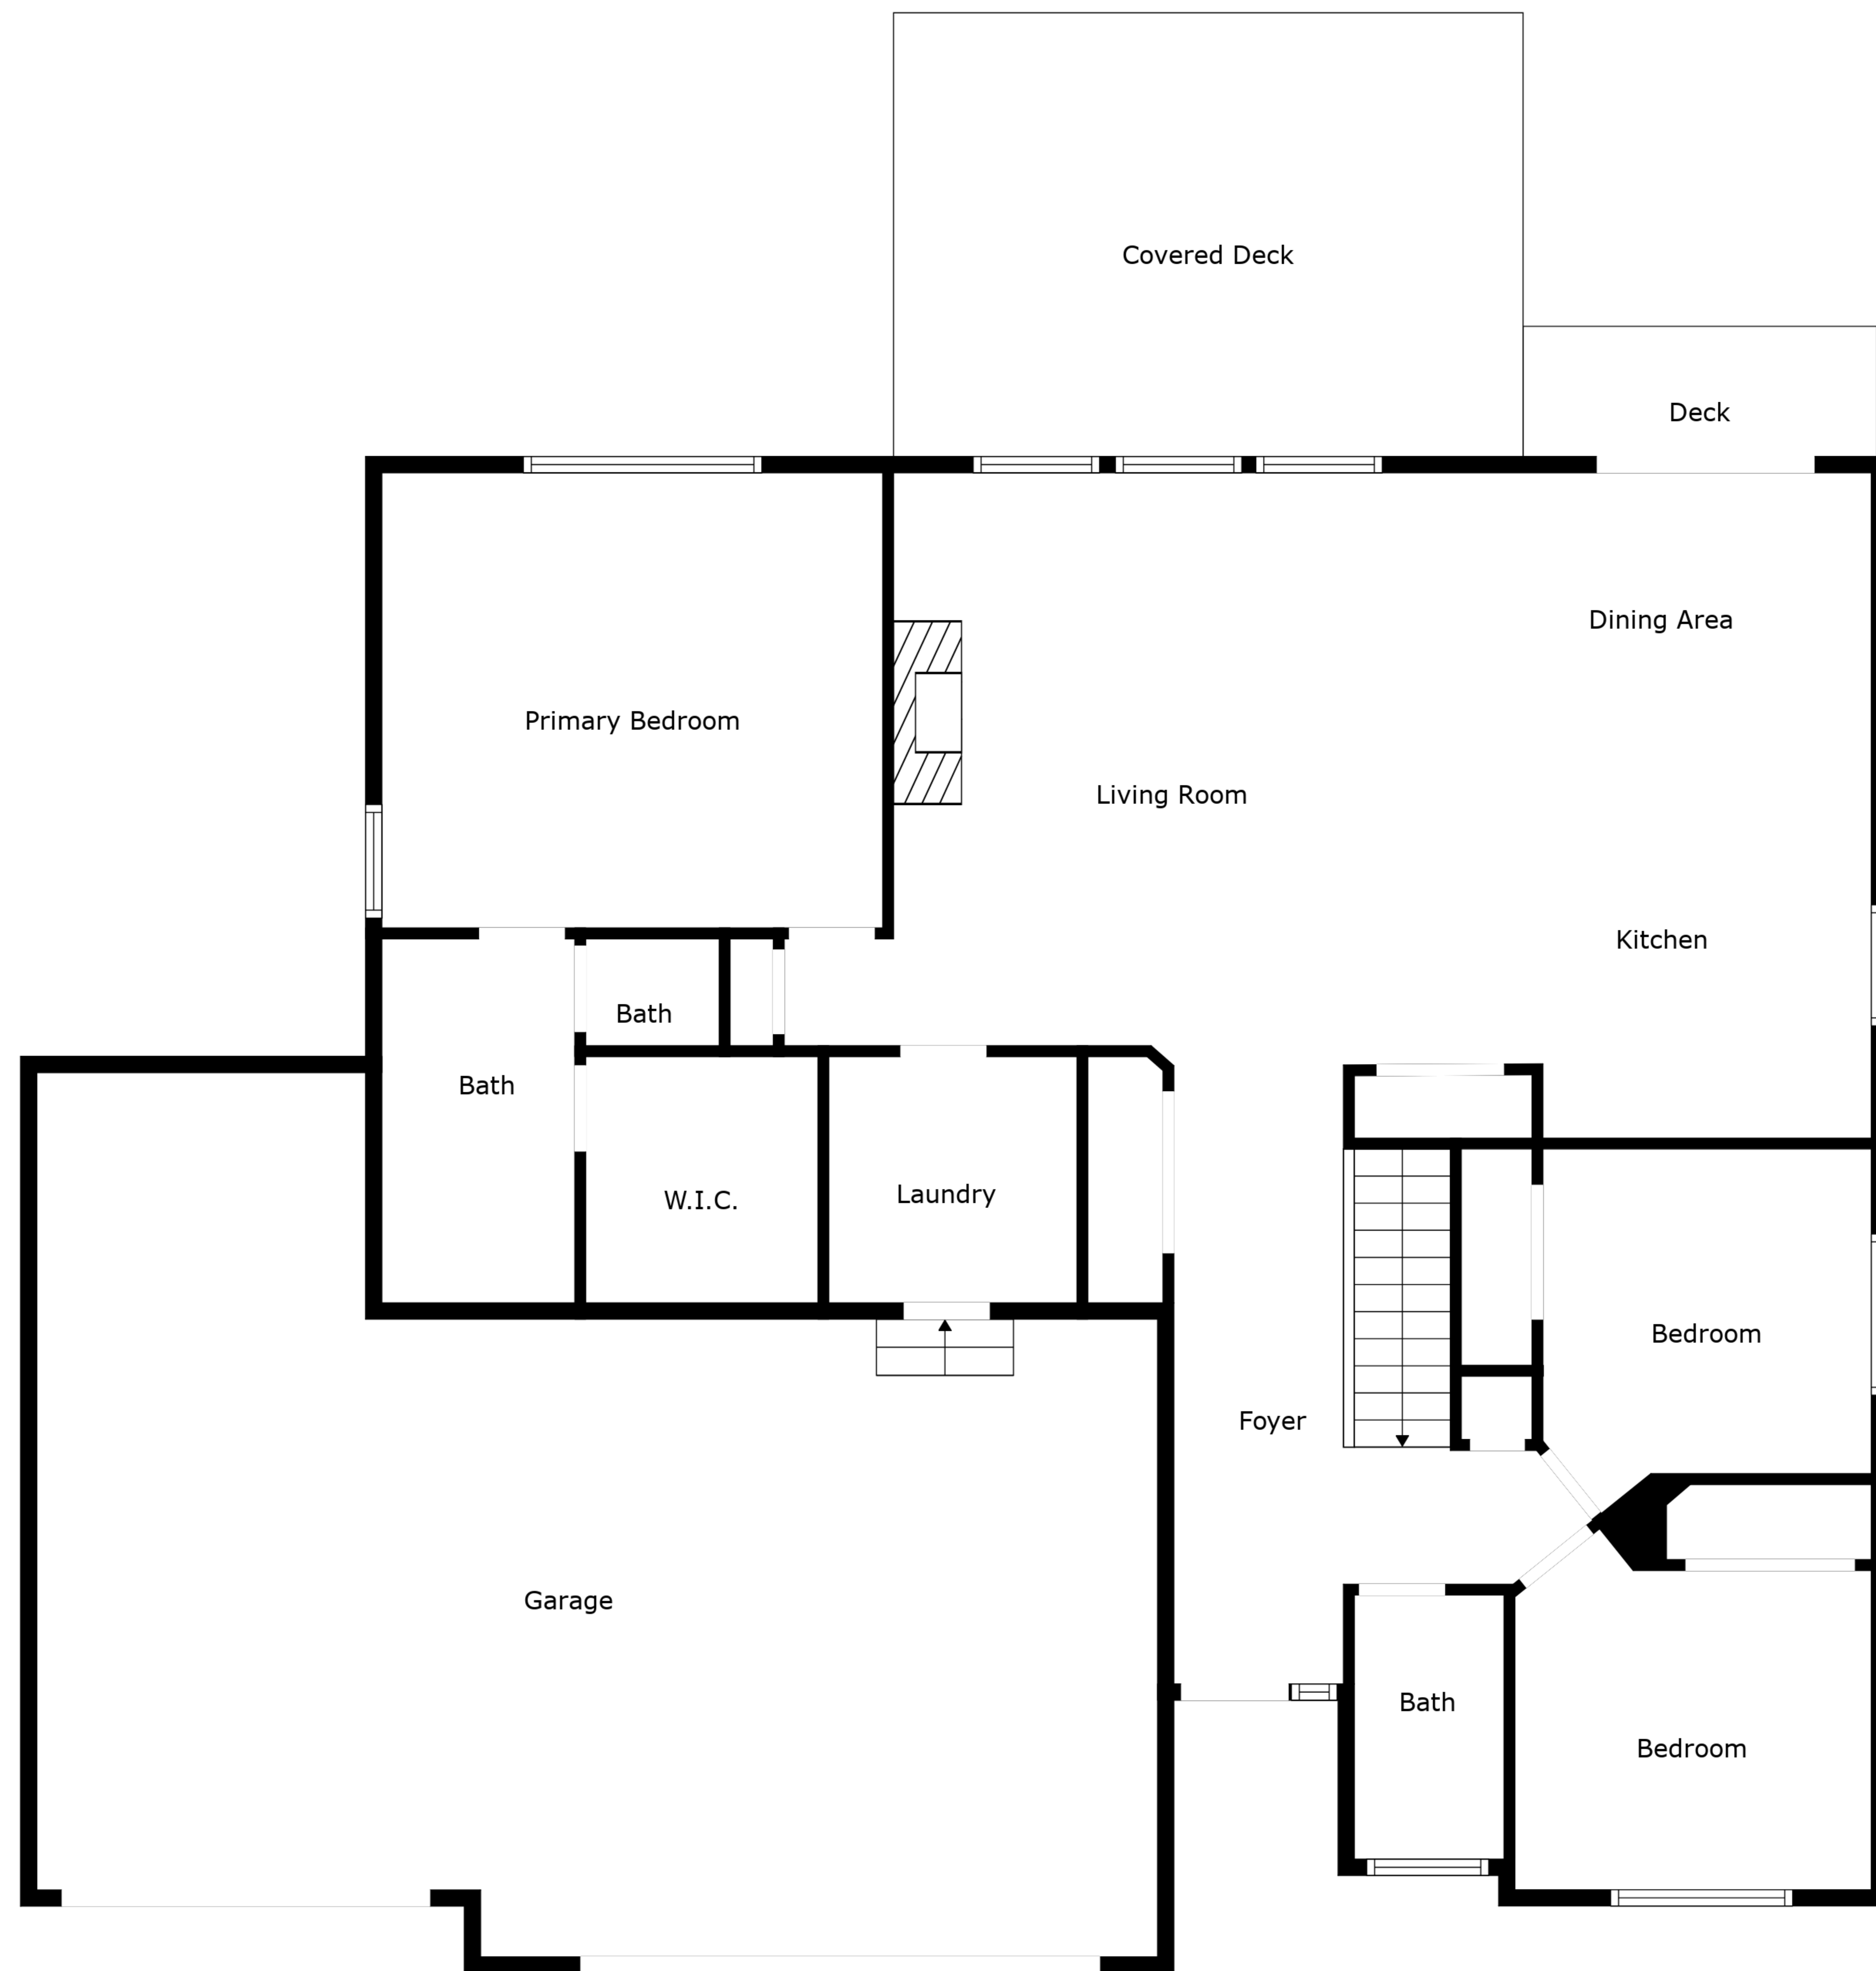 Covered Deck
Deck
Dining Area
Primary Bedroom
Living Room
Kitchen
Bath
Bath
W.I.C.
Laundry
Bedroom
Foyer
Garage
Bath
Bedroom